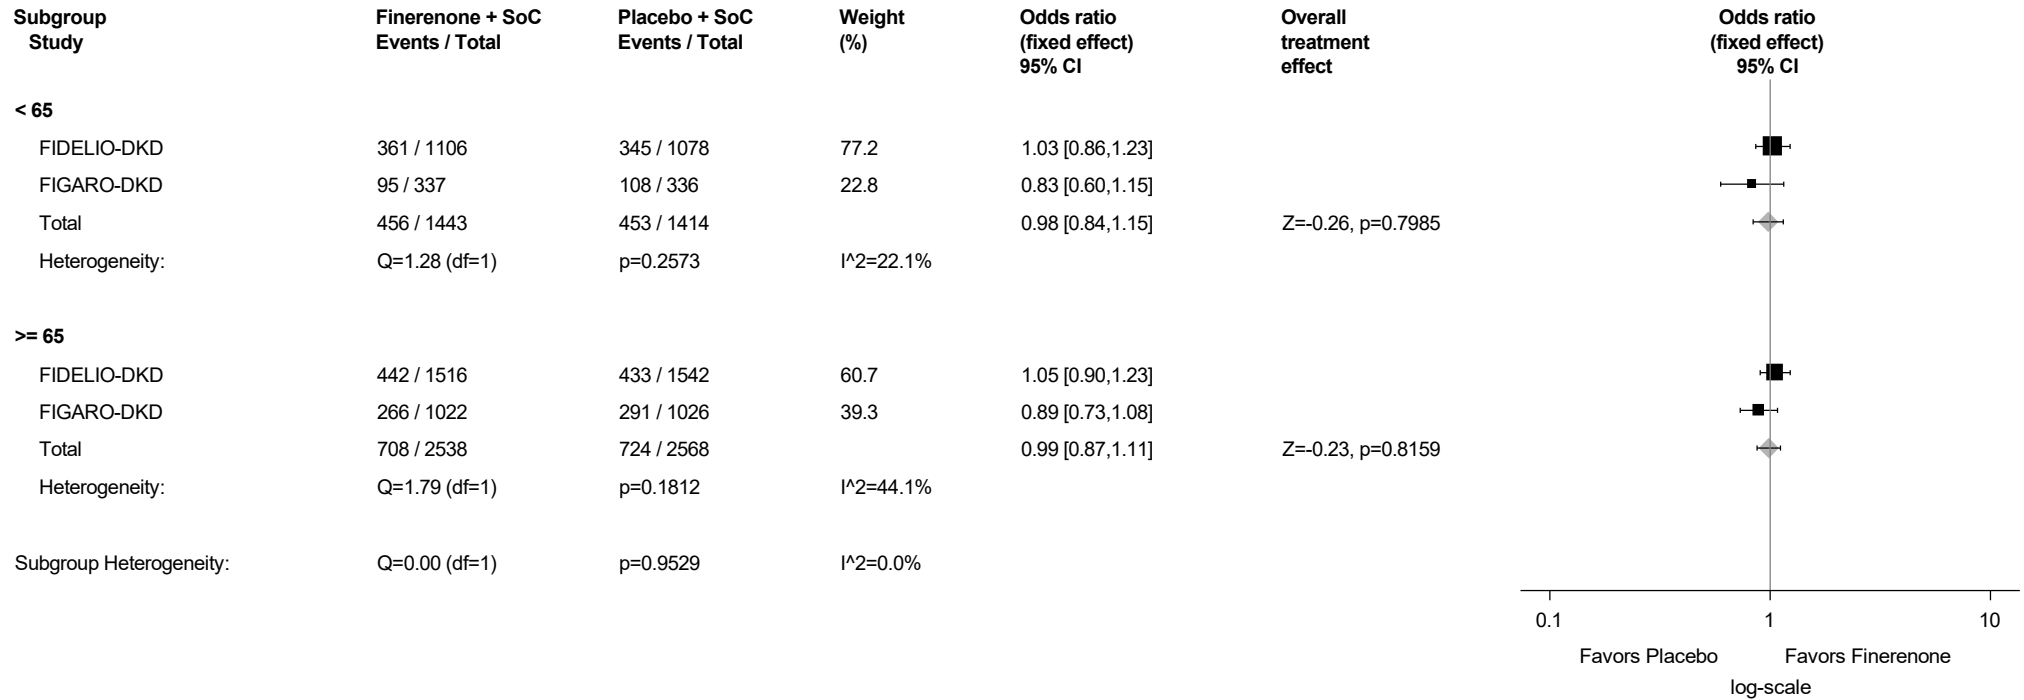 Subgroup Finerenone + SoC Placebo + SoC Weight Odds ratio Overall Odds ratio
Study Events / Total Events / Total (%) (fixed effect) treatment (fixed effect)
95% CI effect 95% CI
< 65
FIDELIO-DKD 361 / 1106 345 / 1078 77.2 1.03 [0.86,1.23]
FIGARO-DKD 95 / 337 108 / 336 22.8 0.83 [0.60,1.15]
Total 456 / 1443 453 / 1414 0.98 [0.84,1.15] Z=-0.26, p=0.7985
Heterogeneity: Q=1.28 (df=1) p=0.2573 I^2=22.1%
>= 65
FIDELIO-DKD 442 / 1516 433 / 1542 60.7 1.05 [0.90,1.23]
FIGARO-DKD 266 / 1022 291 / 1026 39.3 0.89 [0.73,1.08]
Total 708 / 2538 724 / 2568 0.99 [0.87,1.11] Z=-0.23, p=0.8159
Heterogeneity: Q=1.79 (df=1) p=0.1812 I^2=44.1%
Subgroup Heterogeneity: Q=0.00 (df=1) p=0.9529 I^2=0.0%
0.1 1 10
Favors Placebo Favors Finerenone
log-scale